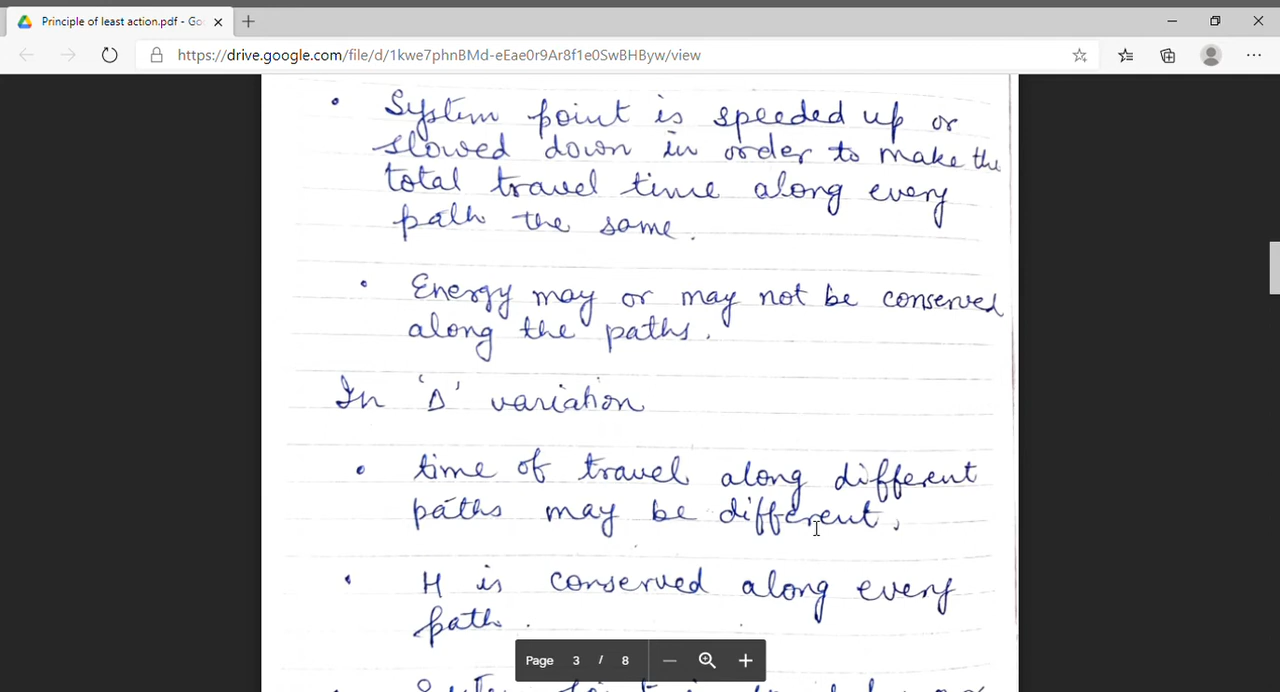 Principle of least action.pdf - Go
https://drive.google.com/file/d/1kwe7phnBMd-eEae0r9Ar8f1e0SwBHByw/view
• System point is speeded up or
slowed down in order to make the
total travel time along every
path the same.
• Energy may or may not be conserved
along the paths.
In 'Δ' variation
• time of travel along different
paths may be different,
• H is conserved along every
path.
Page 3 / 8